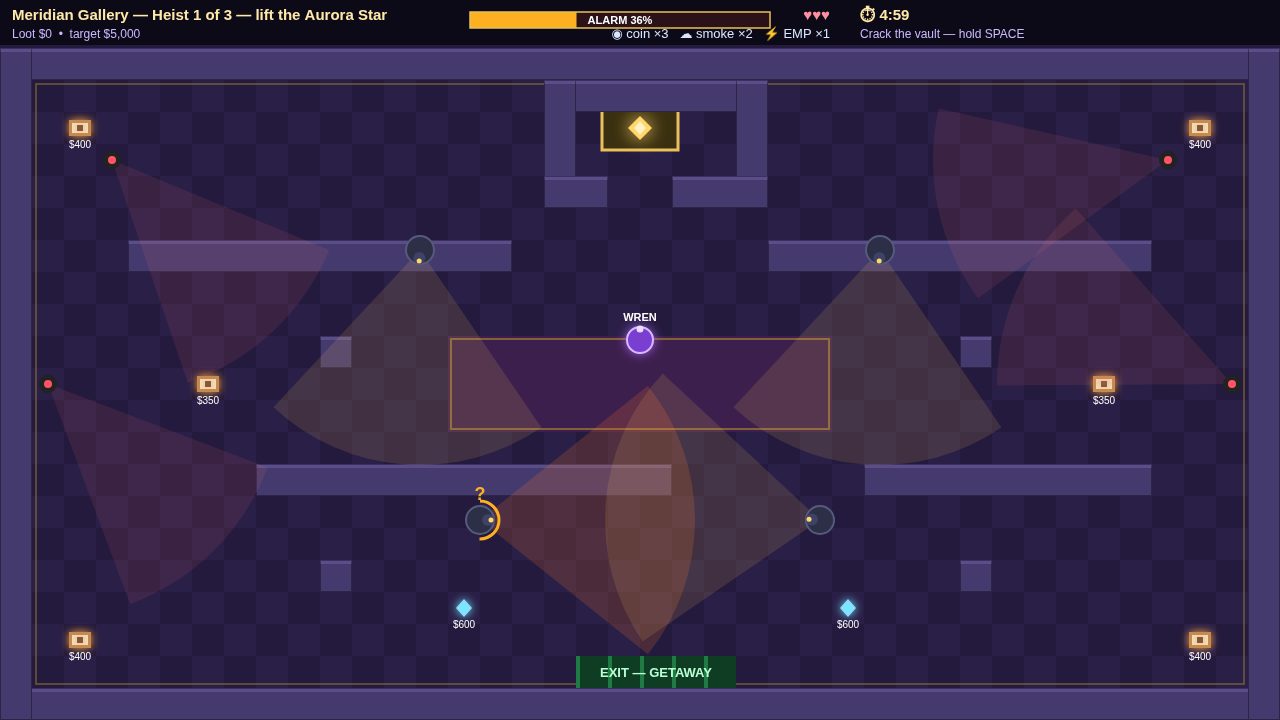 Meridian Gallery — Heist 1 of 3 — lift the Aurora Star
Loot $0 • target $5,000
ALARM 36%
♥♥♥
◉ coin ×3 ☁ smoke ×2 ⚡ EMP ×1
⏱ 4:59
Crack the vault — hold SPACE
$400
$400
WREN
$350
$350
?
$600
$600
$400
$400
EXIT — GETAWAY